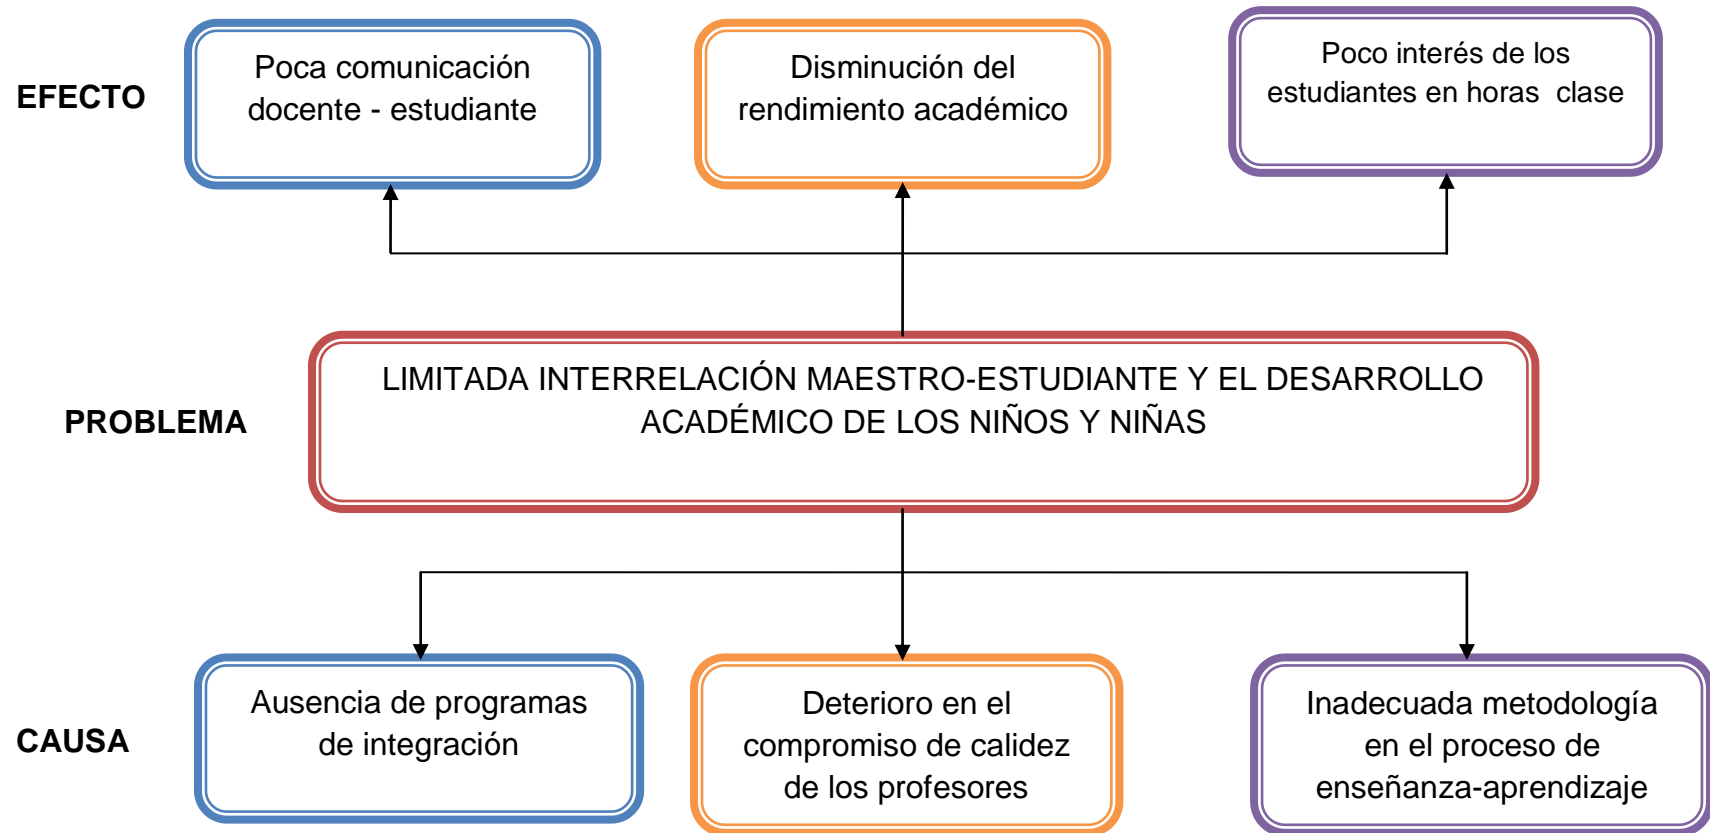 EFECTO
Poca comunicación
docente - estudiante
Disminución del
rendimiento académico
Poco interés de los
estudiantes en horas  clase
PROBLEMA
LIMITADA INTERRELACIÓN MAESTRO-ESTUDIANTE Y EL DESARROLLO
ACADÉMICO DE LOS NIÑOS Y NIÑAS
CAUSA
Ausencia de programas
de integración
Deterioro en el
compromiso de calidez
de los profesores
Inadecuada metodología
en el proceso de
enseñanza-aprendizaje